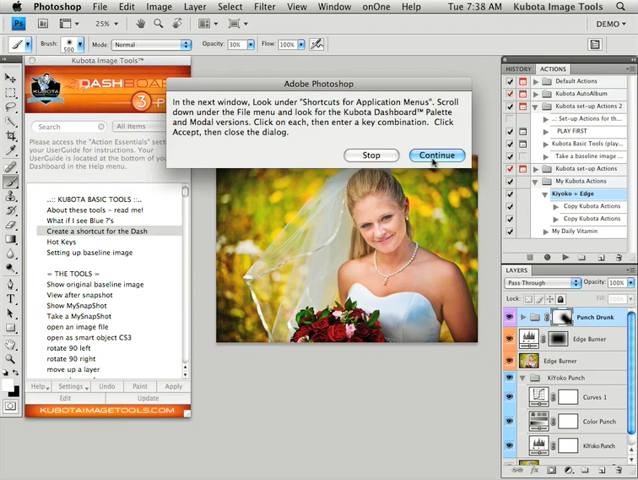 Photoshop File Edit Image Layer Select Filter View Window onOne Help Tue 7:38 AM Kubota Image Tools
Ps Mb 25% DEMO
Brush: 500 Mode: Normal Opacity: 30% Flow: 100%
Kubota Image Tools™
DASHBOARD
3 P
Search All items
Please access the "Action Essentials"
UserGuide for your instructions. Your
UserGuide is located at the bottom of
Dashboard in the Help menu.
..:: KUBOTA BASIC TOOLS ::..
About these tools - read me!
What if I see Blue ?'s
Create a shortcut for the Dash
Hot Keys
Setting up baseline image
= THE TOOLS =
Show original baseline image
View after snapshot
Show MySnapShot
Take a MySnapShot
open an image file
open as smart object CS3
rotate 90 left
rotate 90 right
move up a layer
Help Settings Undo Paint Apply
Edit Update
KUBOTAIMAGETOOLS.COM
Adobe Photoshop
In the next window, Look under "Shortcuts for Application Menus". Scroll
down under the File menu and look for the Kubota Dashboard™ Palette
and Modal versions. Click on each, then enter a key combination. Click
Accept, then close the dialog.
Stop Continue
HISTORY ACTIONS
Default Actions
Kubota AutoAlbum
Kubota set-up Actions 2
Set-up Actions for ...
PLAY FIRST
Kubota Basic Tools (play...
Take a baseline image ...
Kubota set-up Actions
My Kubota Actions
Kiyoko + Edge
Copy Kubota Actions
Copy Kubota Actions
My Daily Vitamin
LAYERS
Pass Through Opacity: 100%
Lock: Fill:
Punch Drunk
Edge Burner
Edge Burner
KiYoKo Punch
Curves 1
Color Punch
KiYoKo Punch
fx